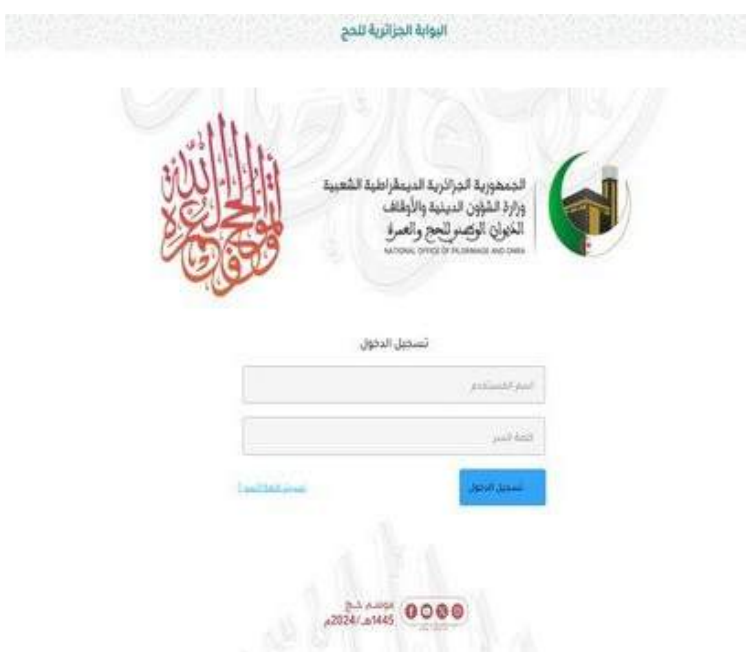 البوابة الجزائرية للحج
الجمهورية الجزائرية الديمقراطية الشعبية
وزارة الشؤون الدينية والأوقاف
الديوان الوطني للحج والعمرة
NATIONAL OFFICE OF PILGRIMAGE AND OMRA
تسجيل الدخول
اسم المستخدم
كلمة السر
تسجيل الدخول
موسم حج
1445هـ/2024م